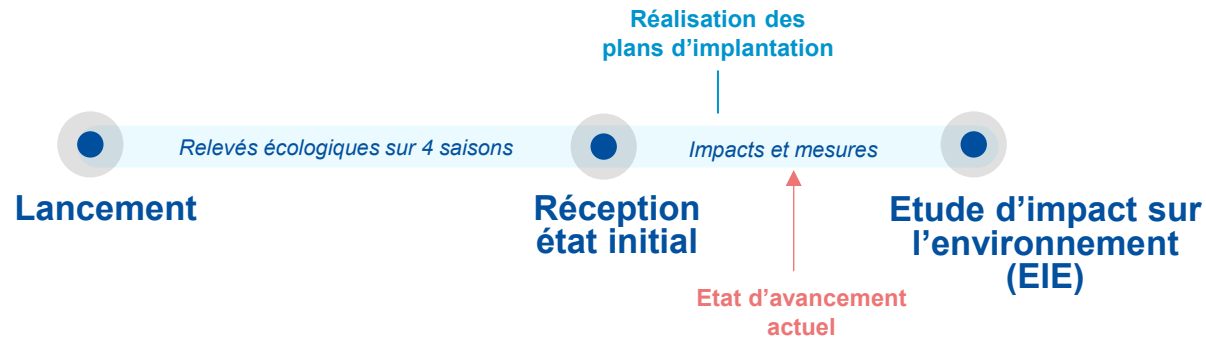 Réalisation des
plans d’implantation
Relevés écologiques sur 4 saisons
Impacts et mesures
Lancement
Réception
état initial
Etude d’impact sur
l’environnement
(EIE)
Etat d’avancement
actuel